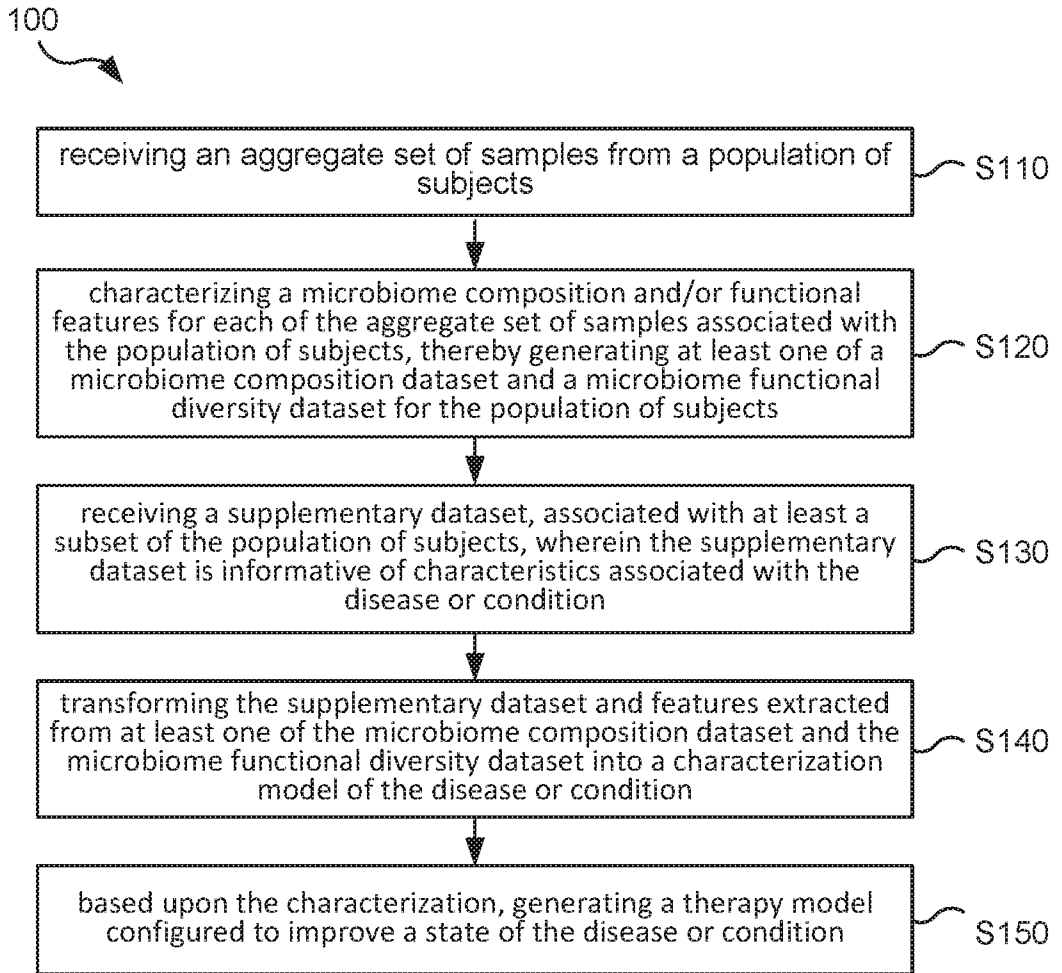 100
receiving an aggregate set of samples from a population of
subjects
S110
characterizing a microbiome composition and/or functional
features for each of the aggregate set of samples associated with
the population of subjects, thereby generating at least one of a
microbiome composition dataset and a microbiome functional
diversity dataset for the population of subjects
S120
receiving a supplementary dataset, associated with at least a
subset of the population of subjects, wherein the supplementary
dataset is informative of characteristics associated with the
disease or condition
S130
transforming the supplementary dataset and features extracted
from at least one of the microbiome composition dataset and the
microbiome functional diversity dataset into a characterization
model of the disease or condition
S140
based upon the characterization, generating a therapy model
configured to improve a state of the disease or condition
S150